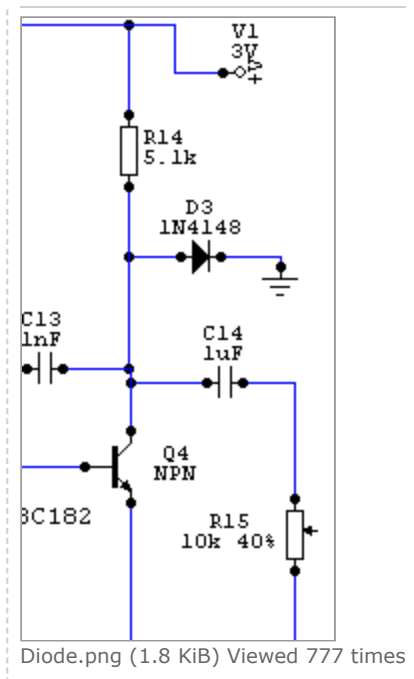 V1
3V
+V
R14
5.1k
D3
1N4148
C13
1nF
C14
1uF
Q4
NPN
BC182
R15
10k 40%
Diode.png (1.8 KiB) Viewed 777 times